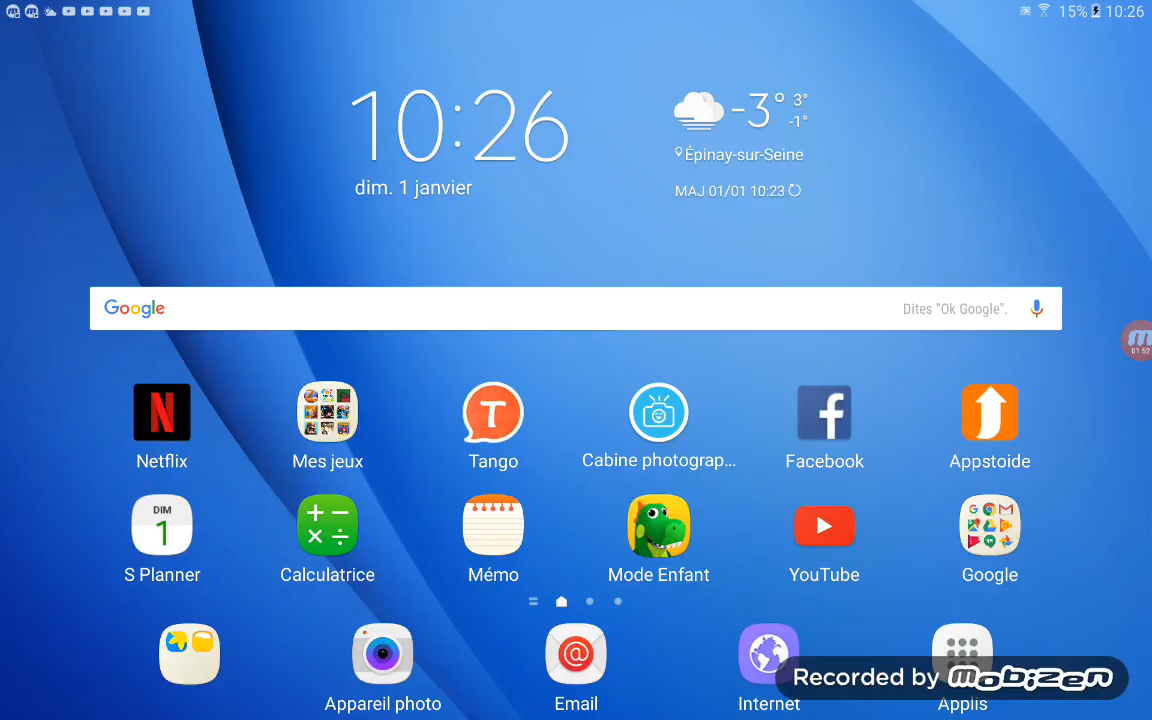 15% 10:26
10:26
dim. 1 janvier
-3° 3°
-1°
Épinay-sur-Seine
MAJ 01/01 10:23
Google Dites "Ok Google".
01:52
Netflix Mes jeux Tango Cabine photograp... Facebook Appstoide
DIM
1
S Planner Calculatrice Mémo Mode Enfant YouTube Google
Recorded by mobizen
Appareil photo Email Internet Applis